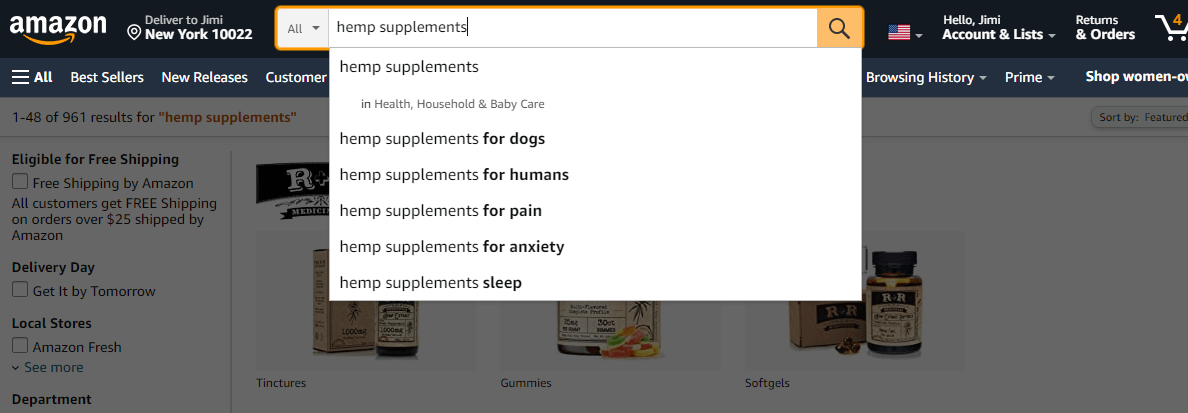 amazon
Deliver to Jimi
New York 10022
All
hemp supplements
Hello, Jimi
Account & Lists
Returns
& Orders
4
All
Best Sellers
New Releases
Customer
Browsing History
Prime
Shop women-ow
1-48 of 961 results for "hemp supplements"
Sort by: Featured
hemp supplements
in Health, Household & Baby Care
hemp supplements for dogs
hemp supplements for humans
hemp supplements for pain
hemp supplements for anxiety
hemp supplements sleep
Eligible for Free Shipping
Free Shipping by Amazon
All customers get FREE Shipping
on orders over $25 shipped by
Amazon
Delivery Day
Get It by Tomorrow
Local Stores
Amazon Fresh
See more
Department
R+R
MEDICIN
1000mg
1000mg
25mg
30ct
R+R
R+R
Tinctures
Gummies
Softgels